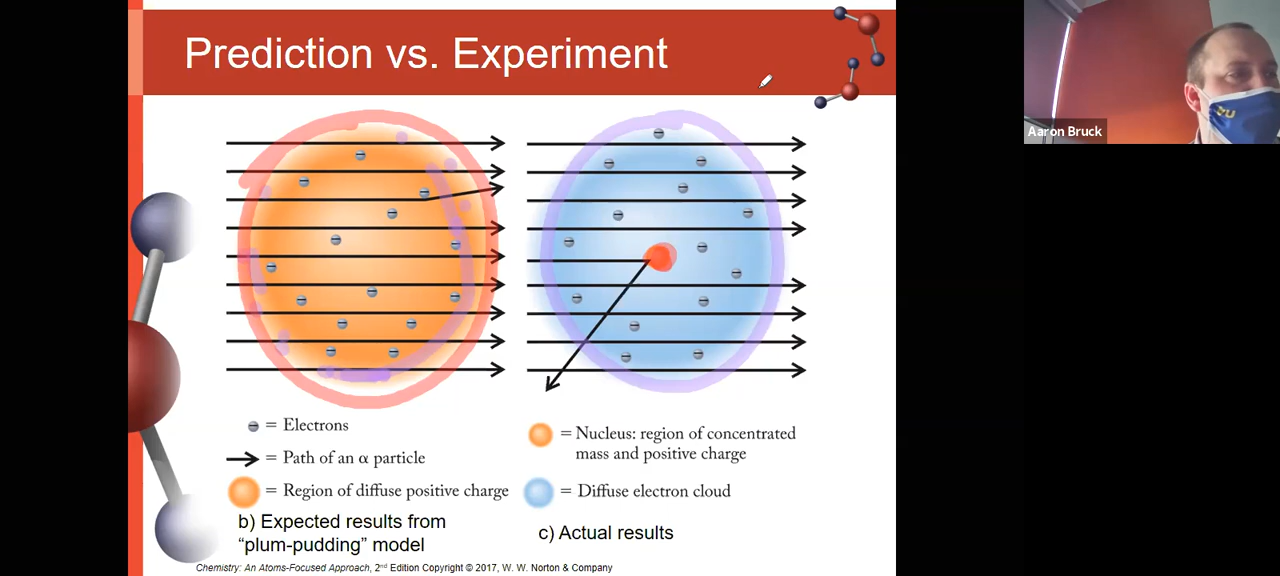 Prediction vs. Experiment
Aaron Bruck
= Electrons
= Path of an α particle
= Region of diffuse positive charge
b) Expected results from
“plum-pudding” model
= Nucleus: region of concentrated
mass and positive charge
= Diffuse electron cloud
c) Actual results
Chemistry: An Atoms-Focused Approach, 2nd Edition Copyright © 2017, W. W. Norton & Company